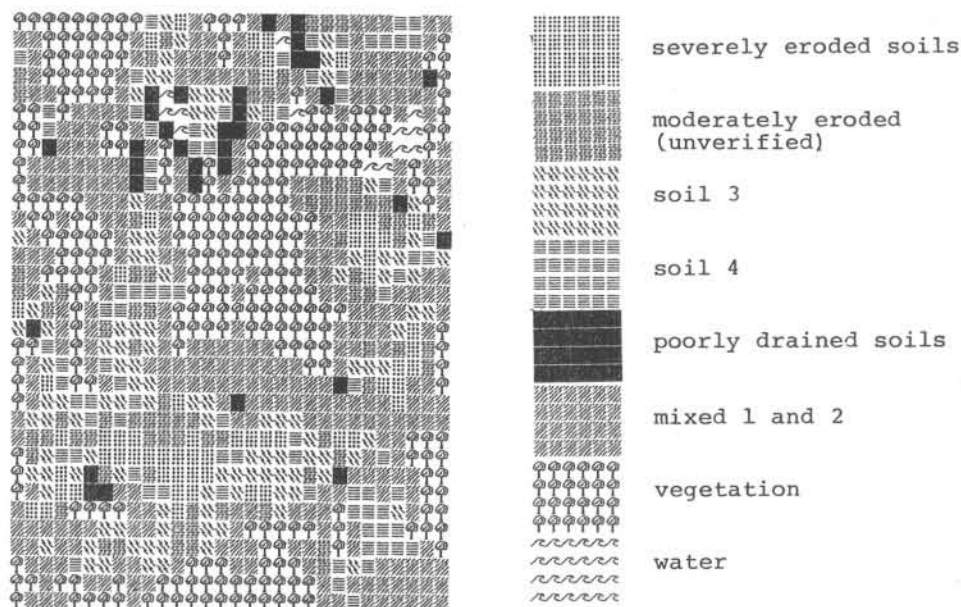 severely eroded soils
moderately eroded
(unverified)
soil 3
soil 4
poorly drained soils
mixed 1 and 2
vegetation
water